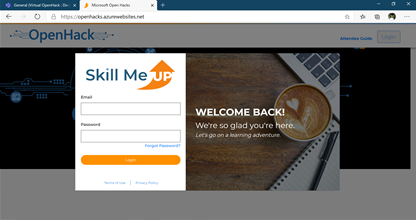 General (Virtual OpenHack : De
Microsoft Open Hacks
https://openhacks.azurewebsites.net
OpenHack
Attendee Guide
Login
Skill Me UP
Email
WELCOME BACK!
We're so glad you're here.
Let's go on a learning adventure.
Password
Forgot Password?
Login
Terms of Use | Privacy Policy